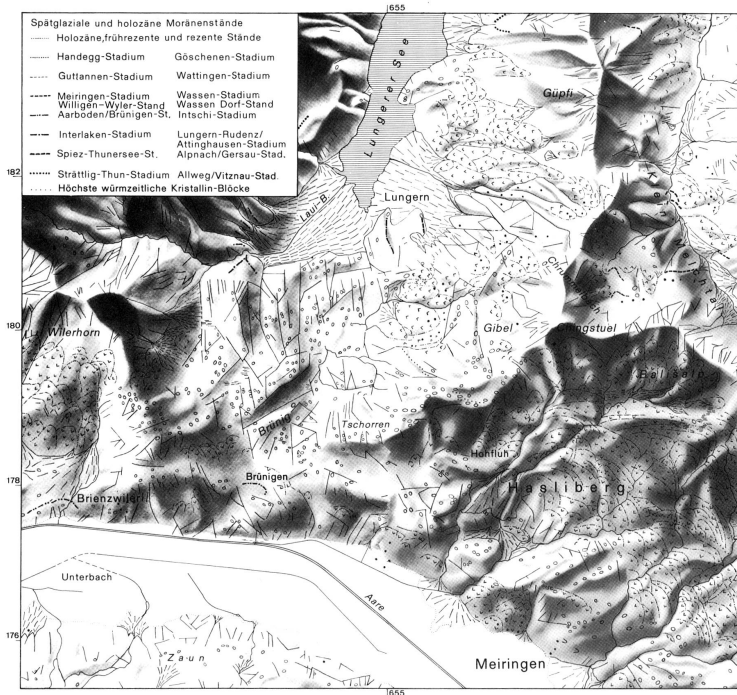 655
Spätglaziale und holozäne Moränenstände
Holozäne,frührezente und rezente Stände
Handegg-Stadium Göschenen-Stadium
Guttannen-Stadium Wattingen-Stadium
Meiringen-Stadium Wassen-Stadium
Willigen-Wyler-Stand Wassen Dorf-Stand
Aarboden/Brünigen-St. Intschi-Stadium
Interlaken-Stadium Lungern-Rudenz/
Attinghausen-Stadium
Spiez-Thunersee-St. Alpnach/Gersau-Stad.
Strättlig-Thun-Stadium Allweg/Vitznau-Stad.
Höchste würmzeitliche Kristallin-Blöcke
Lungerer See
Güpfi
182
Laui-B.
Lungern
180
Wilerhorn
Gibel
Tschorren
Brünig
Hohfluh
178
Brünigen
Hasliberg
Brienzwiler
Unterbach
Aare
176
Zaun
Meiringen
655